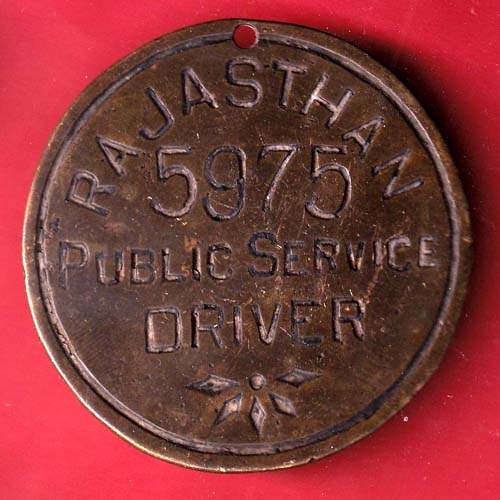 RAJASTHAN
5975
PUBLIC SERVICE
DRIVER